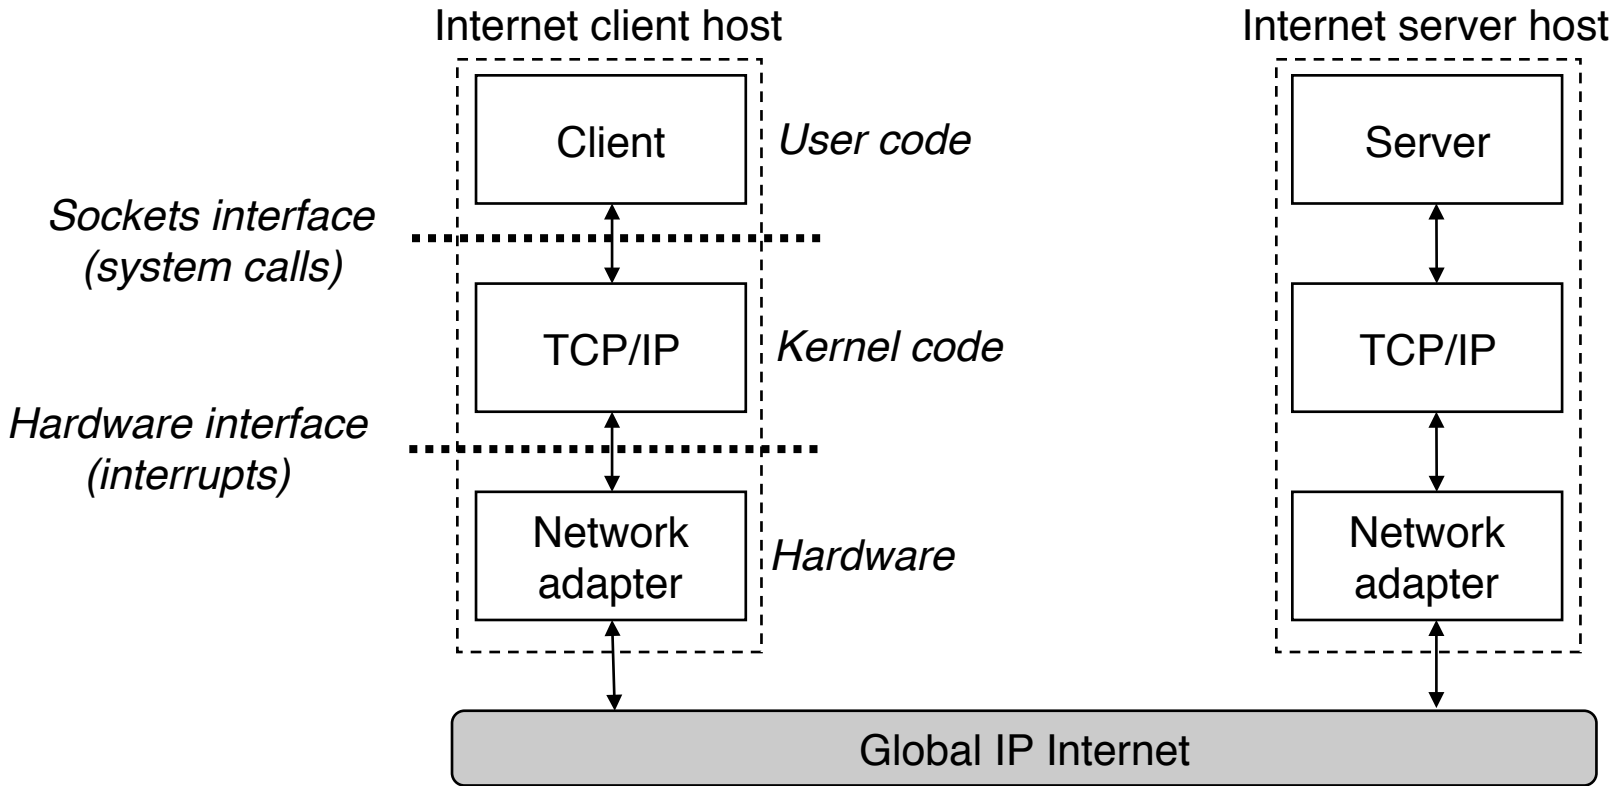 Internet client host
Internet server host
Client
User code
Server
Sockets interface
(system calls)
TCP/IP
Kernel code
TCP/IP
Hardware interface
(interrupts)
Network
adapter
Hardware
Network
adapter
Global IP Internet